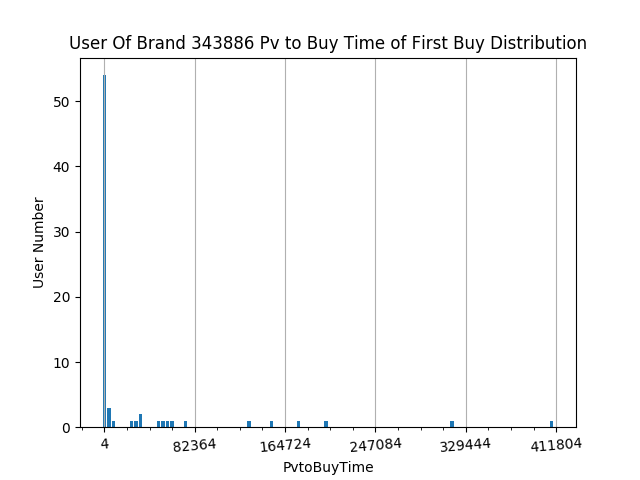 User Of Brand 343886 Pv to Buy Time of First Buy Distribution
50
40
30
20
10
0
User Number
4 82364 164724 247084 329444 411804
PvtoBuyTime